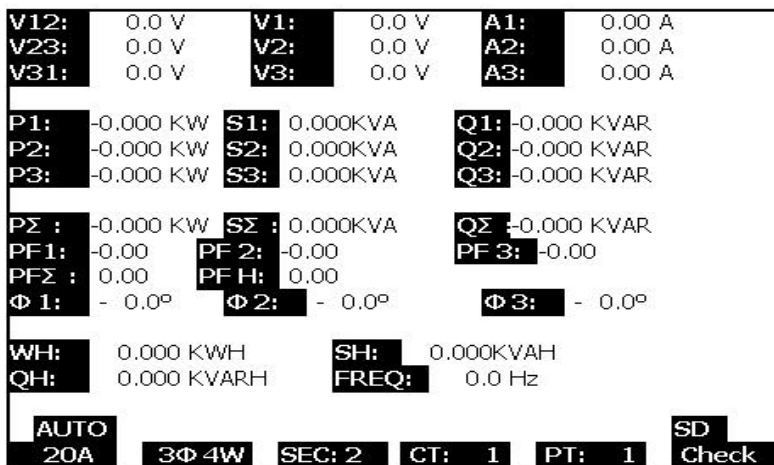 V12: 0.0 V V1: 0.0 V A1: 0.00 A
V23: 0.0 V V2: 0.0 V A2: 0.00 A
V31: 0.0 V V3: 0.0 V A3: 0.00 A
P1: -0.000 KW S1: 0.000KVA Q1: -0.000 KVAR
P2: -0.000 KW S2: 0.000KVA Q2: -0.000 KVAR
P3: -0.000 KW S3: 0.000KVA Q3: -0.000 KVAR
PΣ : -0.000 KW SΣ : 0.000KVA QΣ :-0.000 KVAR
PF1: -0.00 PF 2: -0.00 PF 3: -0.00
PFΣ : 0.00 PF H: 0.00
Φ 1: - 0.0º Φ 2: - 0.0º Φ 3: - 0.0º
WH: 0.000 KWH SH: 0.000KVAH
QH: 0.000 KVARH FREQ: 0.0 Hz
AUTO SD
20A 3Φ 4W SEC: 2 CT: 1 PT: 1 Check